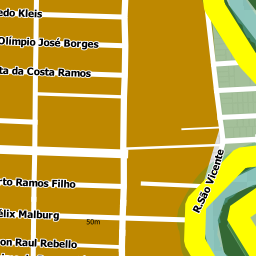 edo Kleis
Olímpio José Borges
ta da Costa Ramos
R.São Vicente
rto Ramos Filho
élix Malburg
50m
on Raul Rebello